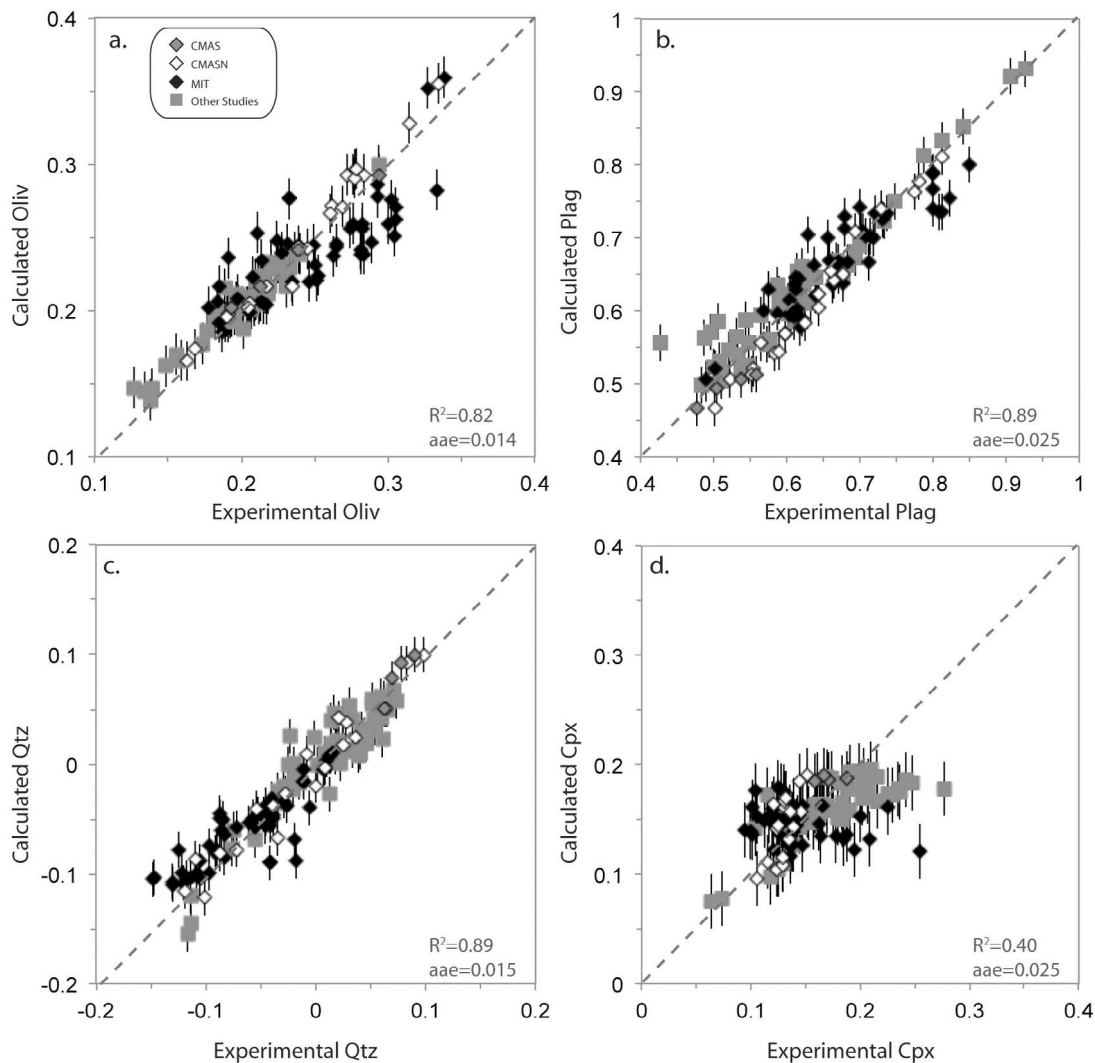 a.
CMAS
CMASN
MIT
Other Studies
0.4
0.3
0.2
0.1
Calculated Oliv
0.1
0.2
0.3
0.4
Experimental Oliv
R²=0.82
aae=0.014
b.
1
0.9
0.8
0.7
0.6
0.5
0.4
Calculated Plag
0.4
0.5
0.6
0.7
0.8
0.9
1
Experimental Plag
R²=0.89
aae=0.025
c.
0.2
0.1
0
-0.1
-0.2
Calculated Qtz
-0.2
-0.1
0
0.1
0.2
Experimental Qtz
R²=0.89
aae=0.015
d.
0.4
0.3
0.2
0.1
0
Calculated Cpx
0
0.1
0.2
0.3
0.4
Experimental Cpx
R²=0.40
aae=0.025